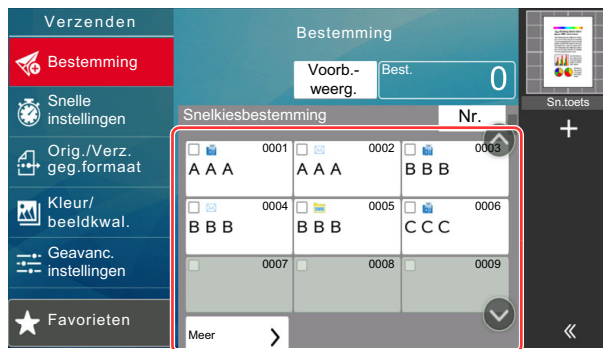 Verzenden
Bestemming
Snelle
instellingen
Orig./Verz.
geg.formaat
Kleur/
beeldkwal.
Geavanc.
instellingen
Favorieten
Bestemming
Voorb.-
weerg.
Best.
0
Snelkiesbestemming
Nr.
0001
A A A
0002
A A A
0003
B B B
0004
B B B
0005
B B B
0006
C C C
0007
0008
0009
Meer
Sn.toets